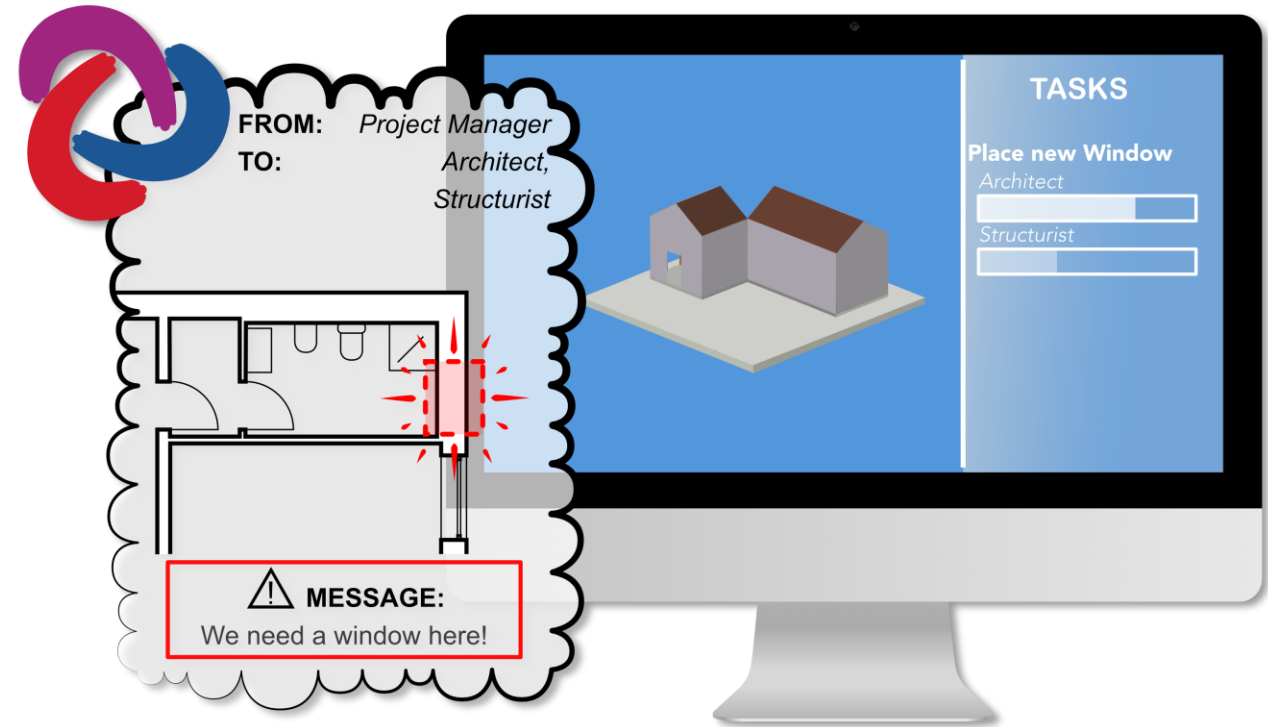 FROM: Project Manager
TO: Architect,
Structurist
MESSAGE:
We need a window here!
TASKS
Place new Window
Architect
Structurist